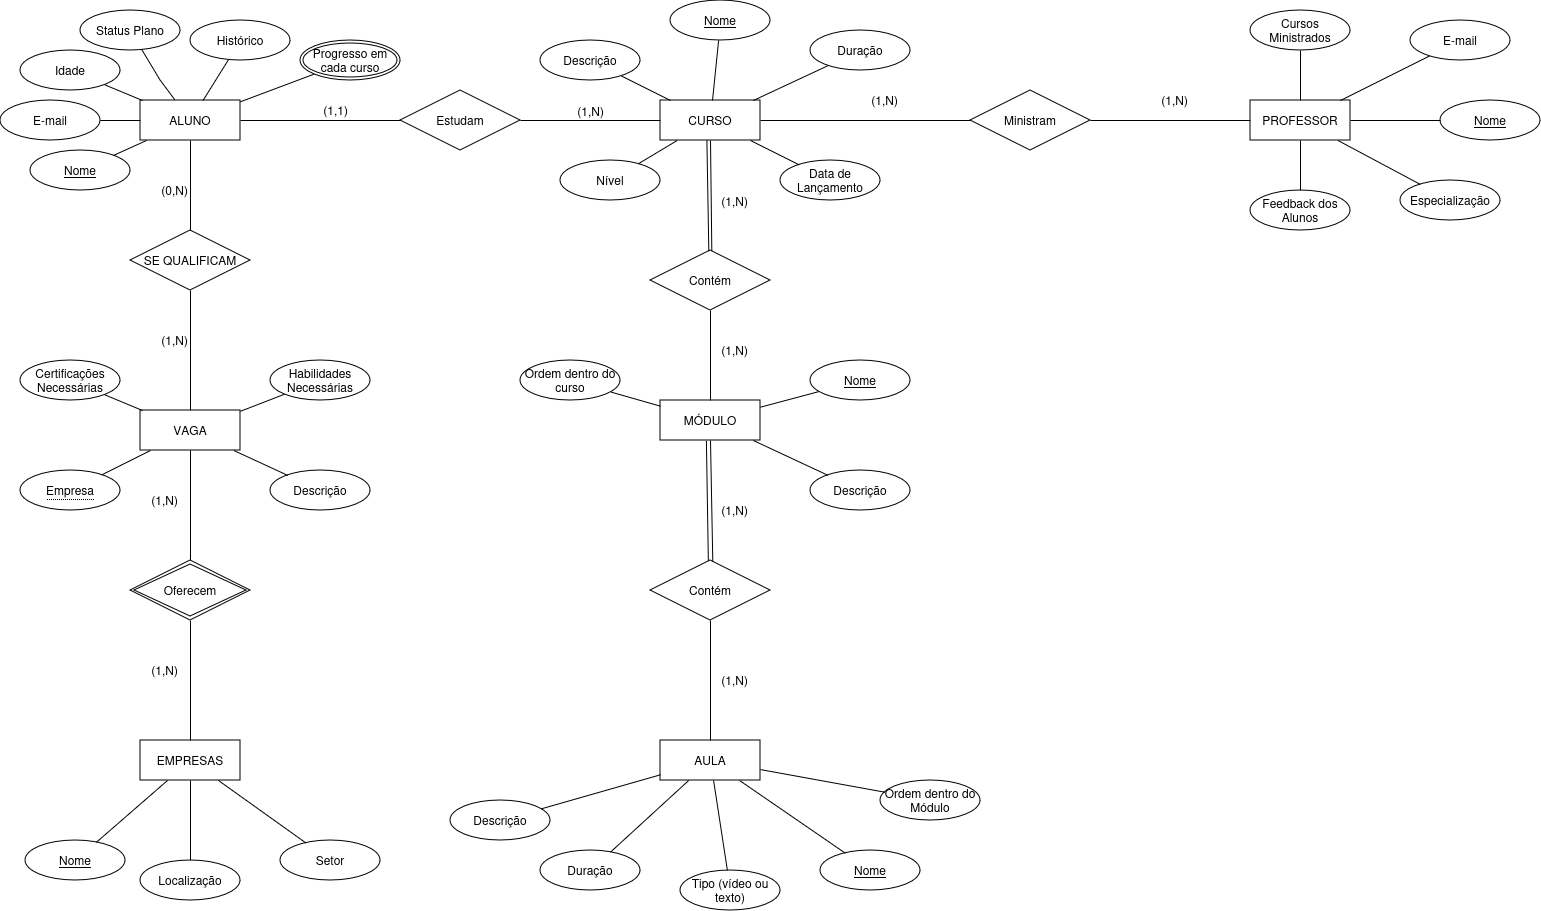 Nome
Status Plano
Histórico
Cursos
Ministrados
E-mail
Progresso em
cada curso
Descrição
Duração
Idade
(1,1)
(1,N)
(1,N)
(1,N)
E-mail
ALUNO
Estudam
CURSO
Ministram
PROFESSOR
Nome
Nome
Nível
Data de
Lançamento
(0,N)
(1,N)
Feedback dos
Alunos
Especialização
SE QUALIFICAM
Contém
(1,N)
(1,N)
Certificações
Necessárias
Habilidades
Necessárias
Ordem dentro do
curso
Nome
VAGA
MÓDULO
Empresa
Descrição
Descrição
(1,N)
(1,N)
Oferecem
Contém
(1,N)
(1,N)
EMPRESAS
AULA
Ordem dentro do
Módulo
Descrição
Nome
Localização
Setor
Duração
Tipo (vídeo ou
texto)
Nome